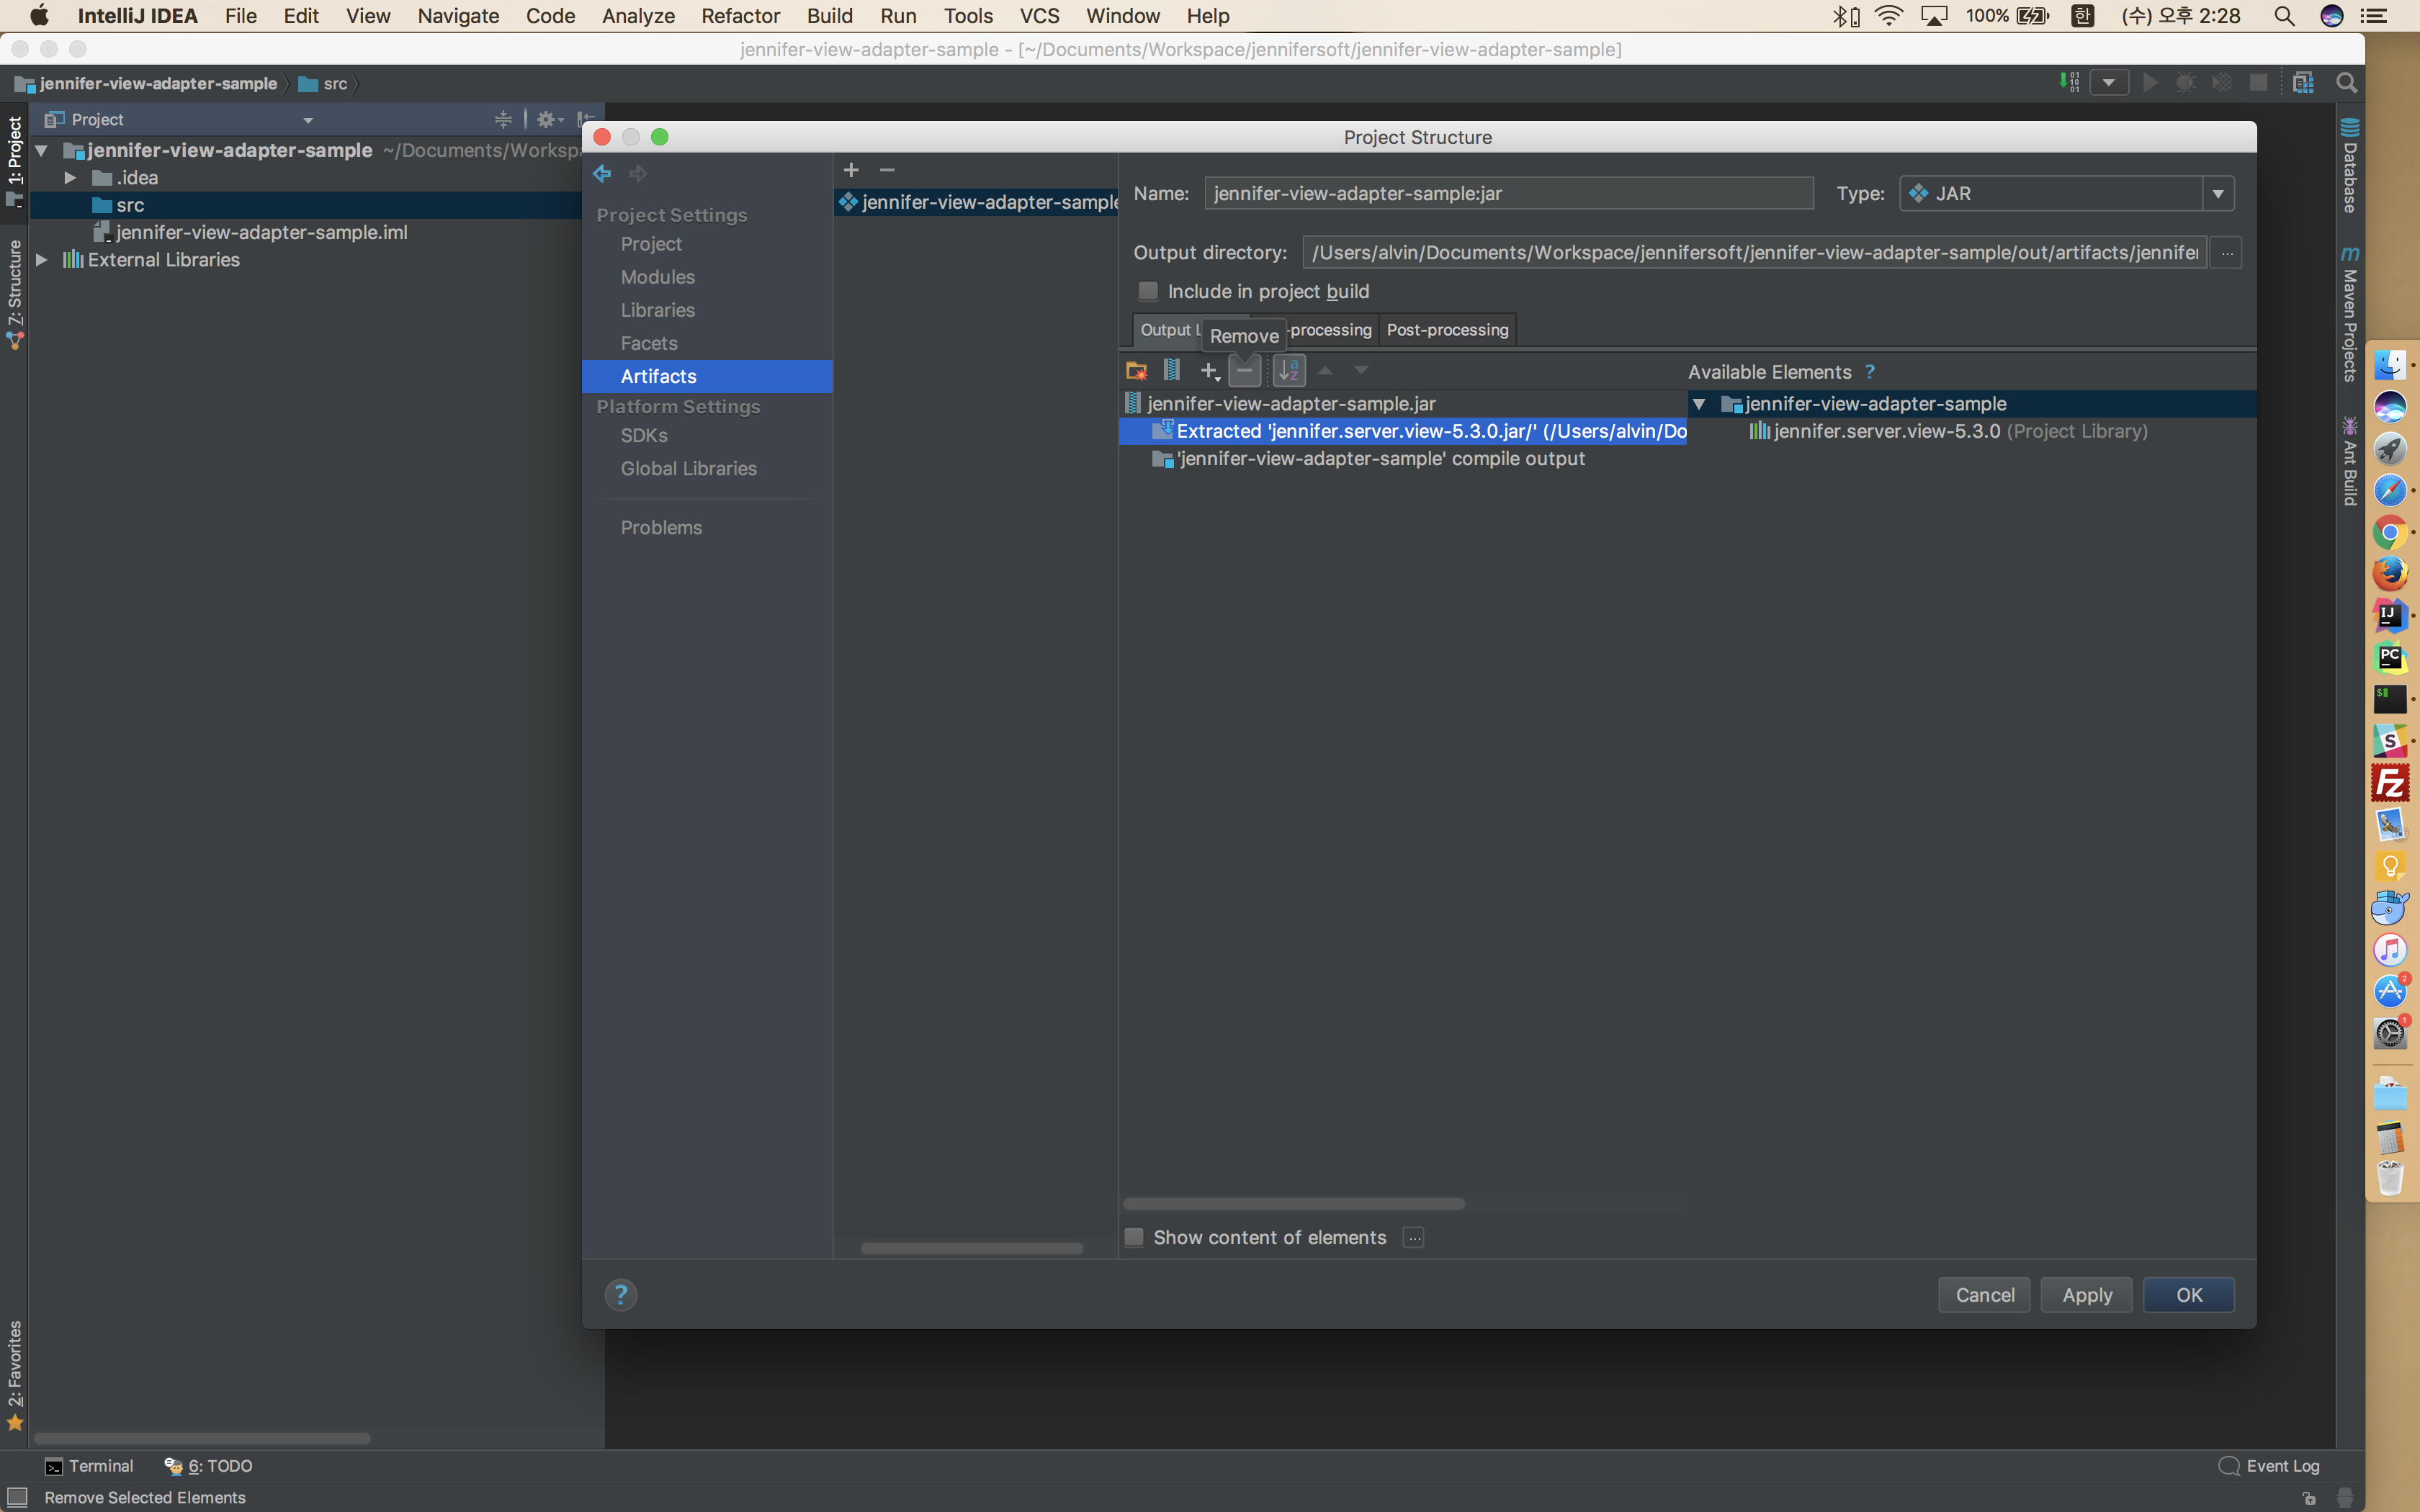 IntelliJ IDEA File Edit View Navigate Code Analyze Refactor Build Run Tools VCS Window Help 100% 한 (수) 오후 2:28
jennifer-view-adapter-sample - [~/Documents/Workspace/jennifersoft/jennifer-view-adapter-sample]
jennifer-view-adapter-sample src
1: Project
Z: Structure
2: Favorites
Project
jennifer-view-adapter-sample ~/Documents/Worksp
.idea
src
jennifer-view-adapter-sample.iml
External Libraries
Project Structure
Project Settings
Project
Modules
Libraries
Facets
Artifacts
Platform Settings
SDKs
Global Libraries
Problems
jennifer-view-adapter-sample
Name: jennifer-view-adapter-sample:jar Type: JAR
Output directory: /Users/alvin/Documents/Workspace/jennifersoft/jennifer-view-adapter-sample/out/artifacts/jennifer ...
Include in project build
Output L -processing Post-processing
Remove
Available Elements ?
jennifer-view-adapter-sample.jar
Extracted 'jennifer.server.view-5.3.0.jar/' (/Users/alvin/Do
'jennifer-view-adapter-sample' compile output
jennifer-view-adapter-sample
jennifer.server.view-5.3.0 (Project Library)
Show content of elements ...
? Cancel Apply OK
Database
m Maven Projects
Ant Build
IJ
PC
S
Fz
2
1
Terminal 6: TODO Event Log
Remove Selected Elements